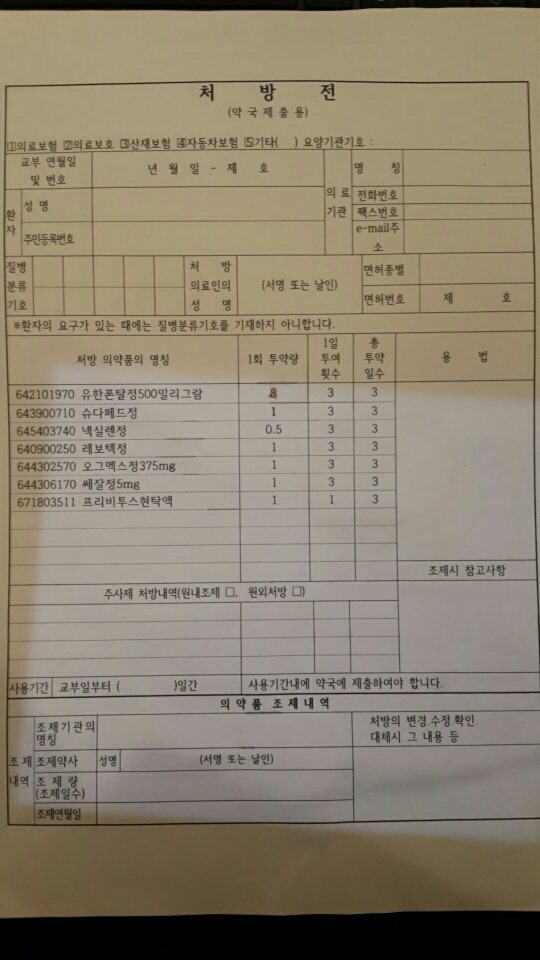 처 방 전
(약 국 제 출 용)
①의료보험 ②의료보호 ③산재보험 ④자동차보험 ⑤기타( ) 요양기관기호 :
교부 연월일 및 번호
년 월 일 - 제 호
환자
성 명
주민등록번호
의료기관
명 칭
전화번호
팩스번호
e-mail주소
질병분류기호
처 방 의료인의 성 명
(서명 또는 날인)
면허종별
면허번호
제 호
※환자의 요구가 있는 때에는 질병분류기호를 기재하지 아니합니다.
처방 의약품의 명칭 1회 투약량 1일 투여 횟수 총 투약 일수 용 법
642101970 유한폰탈정500밀리그람 3 3
643900710 슈다페드정 1 3 3
645403740 넥실렌정 0.5 3 3
640900250 레보텍정 1 3 3
644302570 오그멕스정375mg 1 3 3
644306170 쎄잘정5mg 1 3 3
671803511 프리비투스현탁액 1 1 3
조제시 참고사항
주사제 처방내역(원내조제 □, 원외처방 □)
사용기간 교부일부터 ( )일간 사용기간내에 약국에 제출하여야 합니다.
의 약 품 조 제 내 역
조제내역
조제기관의 명칭
처방의 변경.수정.확인. 대체시 그 내용 등
조제약사 성명 (서명 또는 날인)
조 제 량 (조제일수)
조제연월일